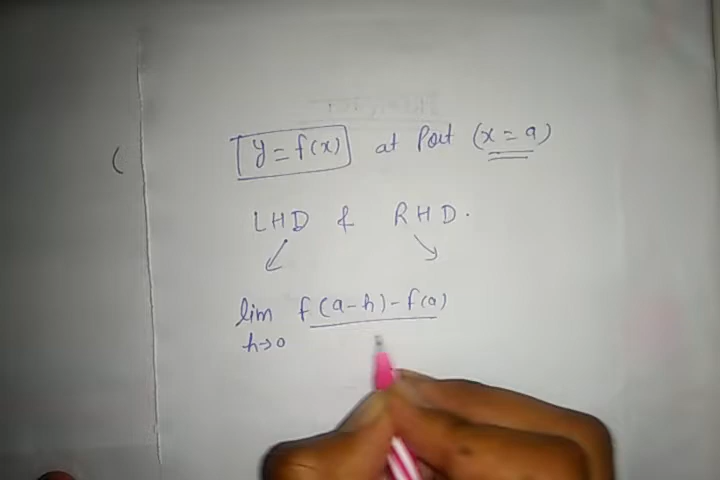 y = f(x) at Poit (x = a)
LHD & RHD.
lim f(a-h)-f(a)
h→0